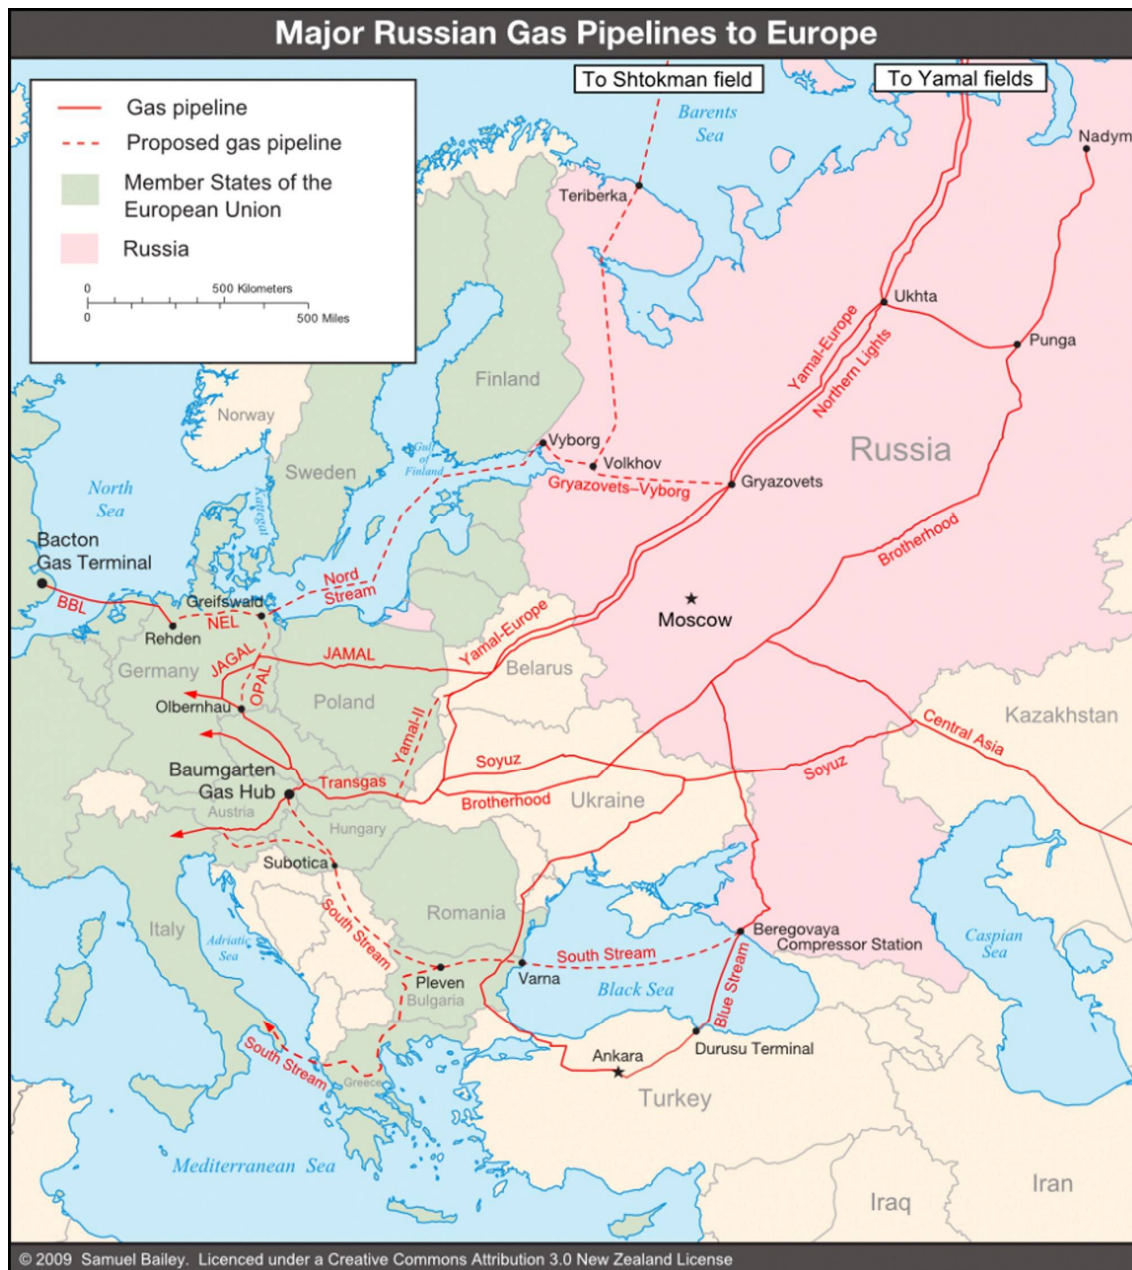 Major Russian Gas Pipelines to Europe
To Shtokman field
To Yamal fields
Gas pipeline
Proposed gas pipeline
Member States of the
European Union
Russia
0
500 Kilometers
0
500 Miles
Barents
Sea
Nadym
Teriberka
Ukhta
Punga
Yamal-Europe
Northern Lights
Finland
Norway
Russia
Sweden
Gulf
of
Finland
Vyborg
Volkhov
Gryazovets–Vyborg
Gryazovets
North
Sea
Kattegat
Brotherhood
Bacton
Gas Terminal
BBL
Nord
Stream
Greifswald
NEL
Rehden
Moscow
Yamal-Europe
JAGAL
JAMAL
Belarus
Germany
OPAL
Poland
Olbernhau
Yamal-II
Kazakhstan
Central Asia
Soyuz
Soyuz
Baumgarten
Gas Hub
Transgas
Brotherhood
Ukraine
Austria
Hungary
Subotica
South Stream
Romania
Italy
Adriatic
Sea
Beregovaya
Compressor Station
Caspian
Sea
South Stream
Pleven
Varna
Bulgaria
Black Sea
Blue Stream
South Stream
Greece
Ankara
Durusu Terminal
Turkey
Mediterranean Sea
Iraq
Iran
© 2009 Samuel Bailey. Licenced under a Creative Commons Attribution 3.0 New Zealand License